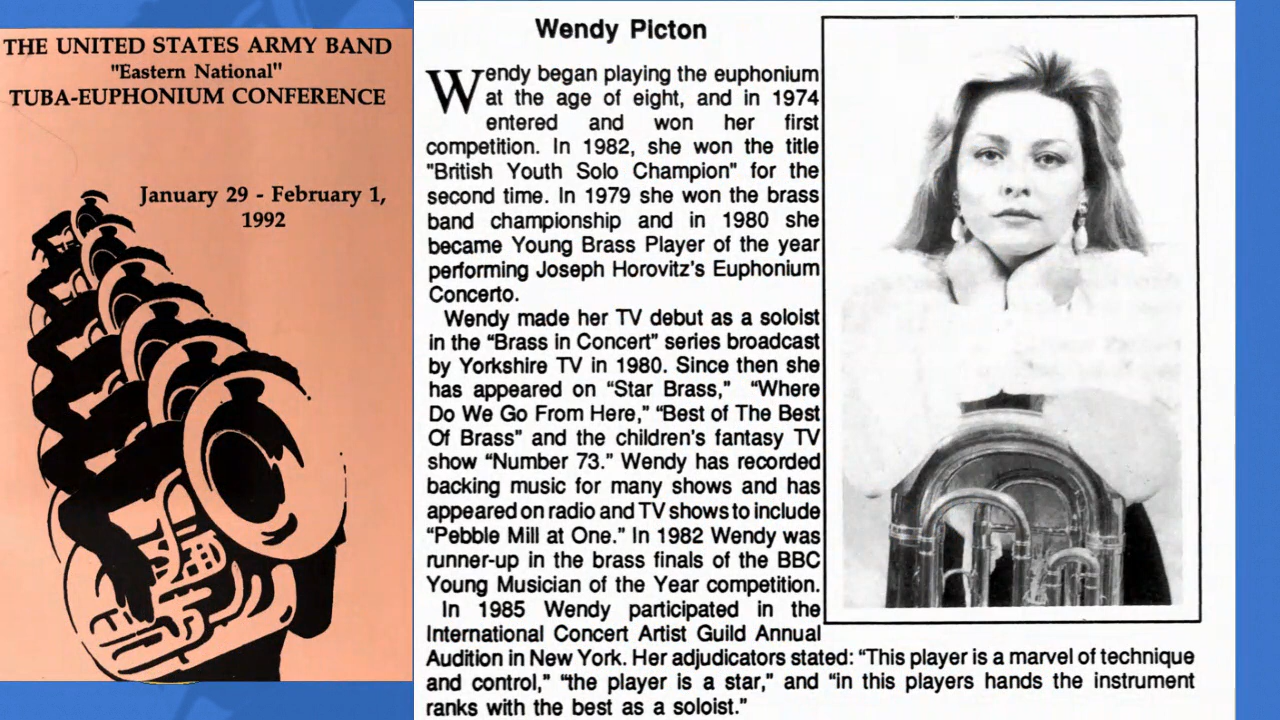 THE UNITED STATES ARMY BAND
"Eastern National"
TUBA-EUPHONIUM CONFERENCE
January 29 - February 1,
1992
Wendy Picton
Wendy began playing the euphonium
at the age of eight, and in 1974
entered and won her first
competition. In 1982, she won the title
"British Youth Solo Champion" for the
second time. In 1979 she won the brass
band championship and in 1980 she
became Young Brass Player of the year
performing Joseph Horovitz's Euphonium
Concerto.
Wendy made her TV debut as a soloist
in the “Brass in Concert” series broadcast
by Yorkshire TV in 1980. Since then she
has appeared on “Star Brass,” “Where
Do We Go From Here,” “Best of The Best
Of Brass” and the children's fantasy TV
show “Number 73.” Wendy has recorded
backing music for many shows and has
appeared on radio and TV shows to include
“Pebble Mill at One.” In 1982 Wendy was
runner-up in the brass finals of the BBC
Young Musician of the Year competition.
In 1985 Wendy participated in the
International Concert Artist Guild Annual
Audition in New York. Her adjudicators stated: “This player is a marvel of technique
and control,” “the player is a star,” and “in this players hands the instrument
ranks with the best as a soloist.”